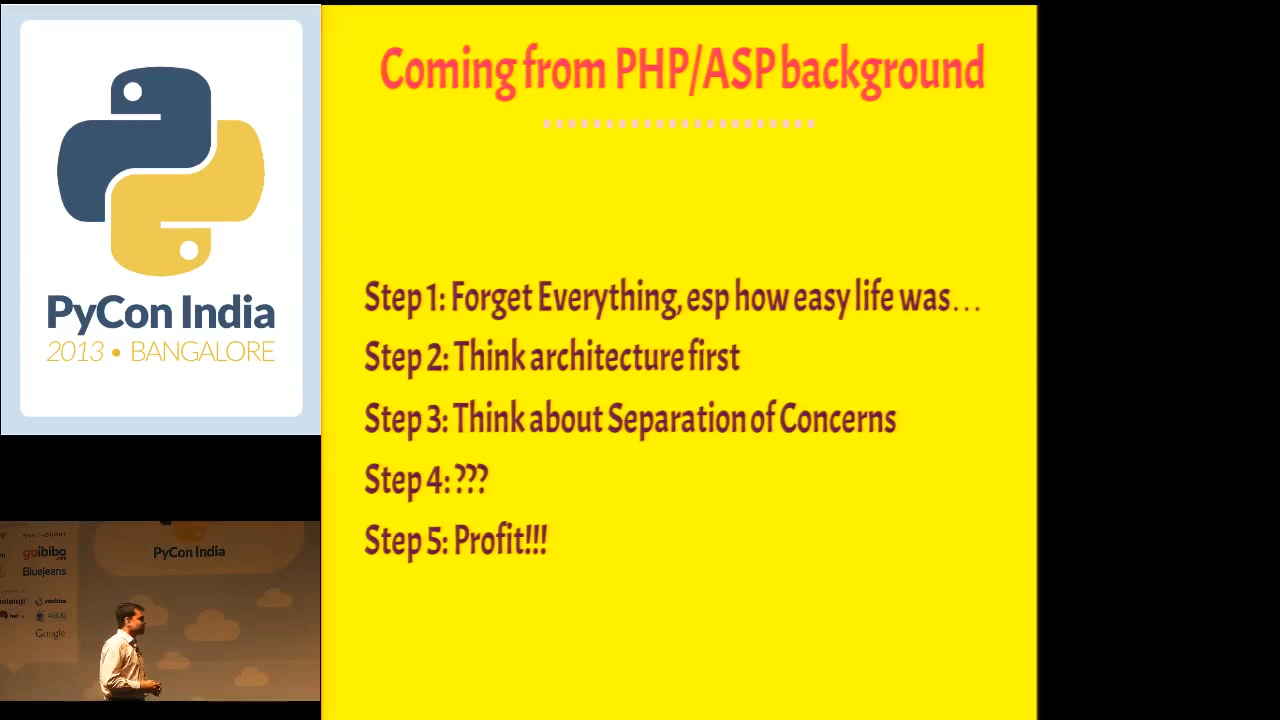 PyCon India
2013 • BANGALORE
Coming from PHP/ASP background
Step 1: Forget Everything, esp how easy life was...
Step 2: Think architecture first
Step 3: Think about Separation of Concerns
Step 4: ???
Step 5: Profit!!!
PyCon India
goibibo
BlueJeans
Google